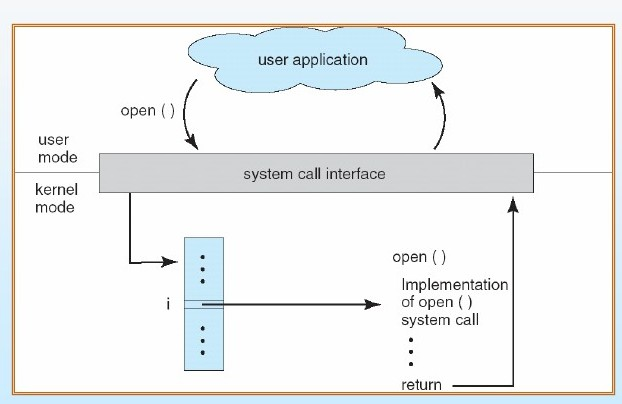 user application
open ( )
user
mode
system call interface
kernel
mode
open ( )
i
Implementation
of open ( )
system call
return